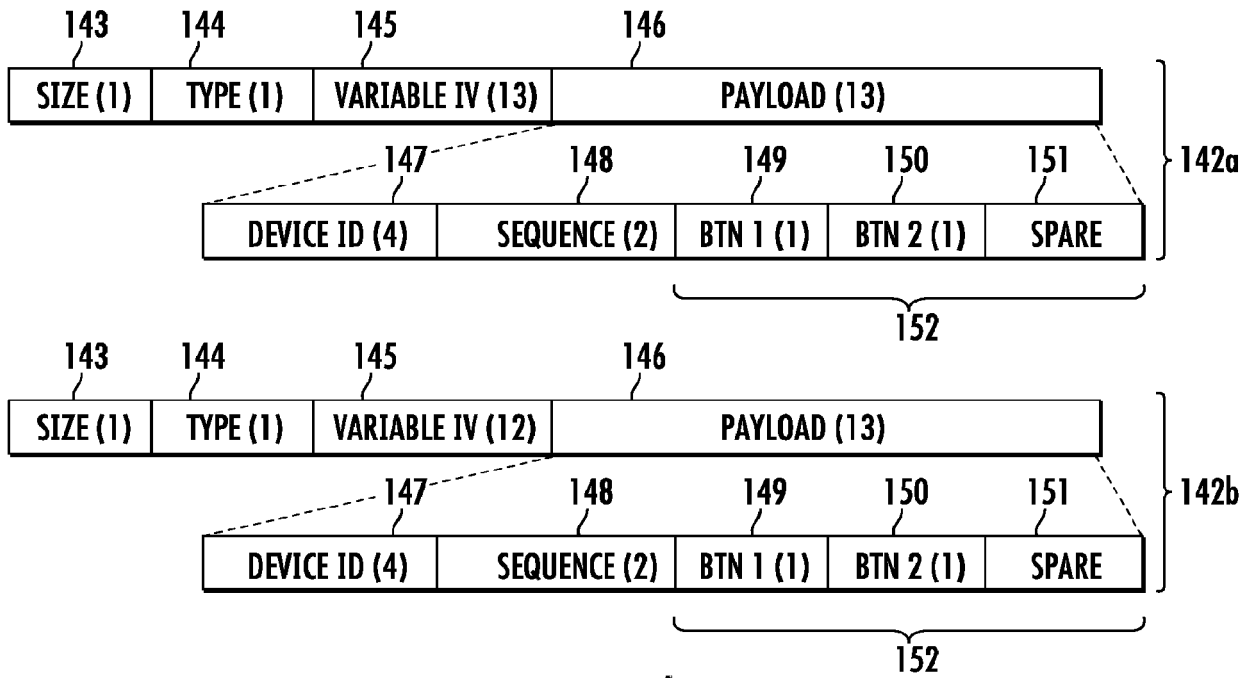 143 144 145 146
SIZE (1) TYPE (1) VARIABLE IV (13) PAYLOAD (13)
147 148 149 150 151
142a
DEVICE ID (4) SEQUENCE (2) BTN 1 (1) BTN 2 (1) SPARE
152
143 144 145 146
SIZE (1) TYPE (1) VARIABLE IV (12) PAYLOAD (13)
147 148 149 150 151
142b
DEVICE ID (4) SEQUENCE (2) BTN 1 (1) BTN 2 (1) SPARE
152